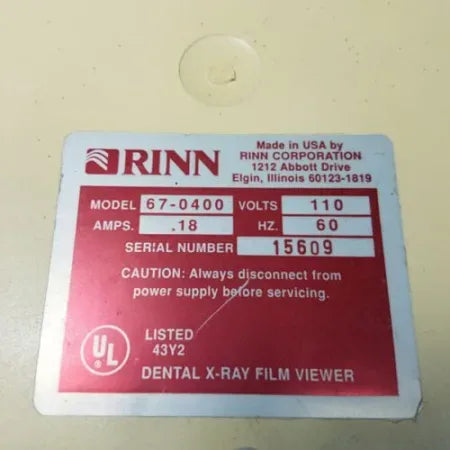 RINN
Made in USA by
RINN CORPORATION
1212 Abbott Drive
Elgin, Illinois 60123-1819
MODEL 67-0400 VOLTS 110
AMPS. .18 HZ. 60
SERIAL NUMBER 15609
CAUTION: Always disconnect from
power supply before servicing.
UL LISTED
43Y2
DENTAL X-RAY FILM VIEWER